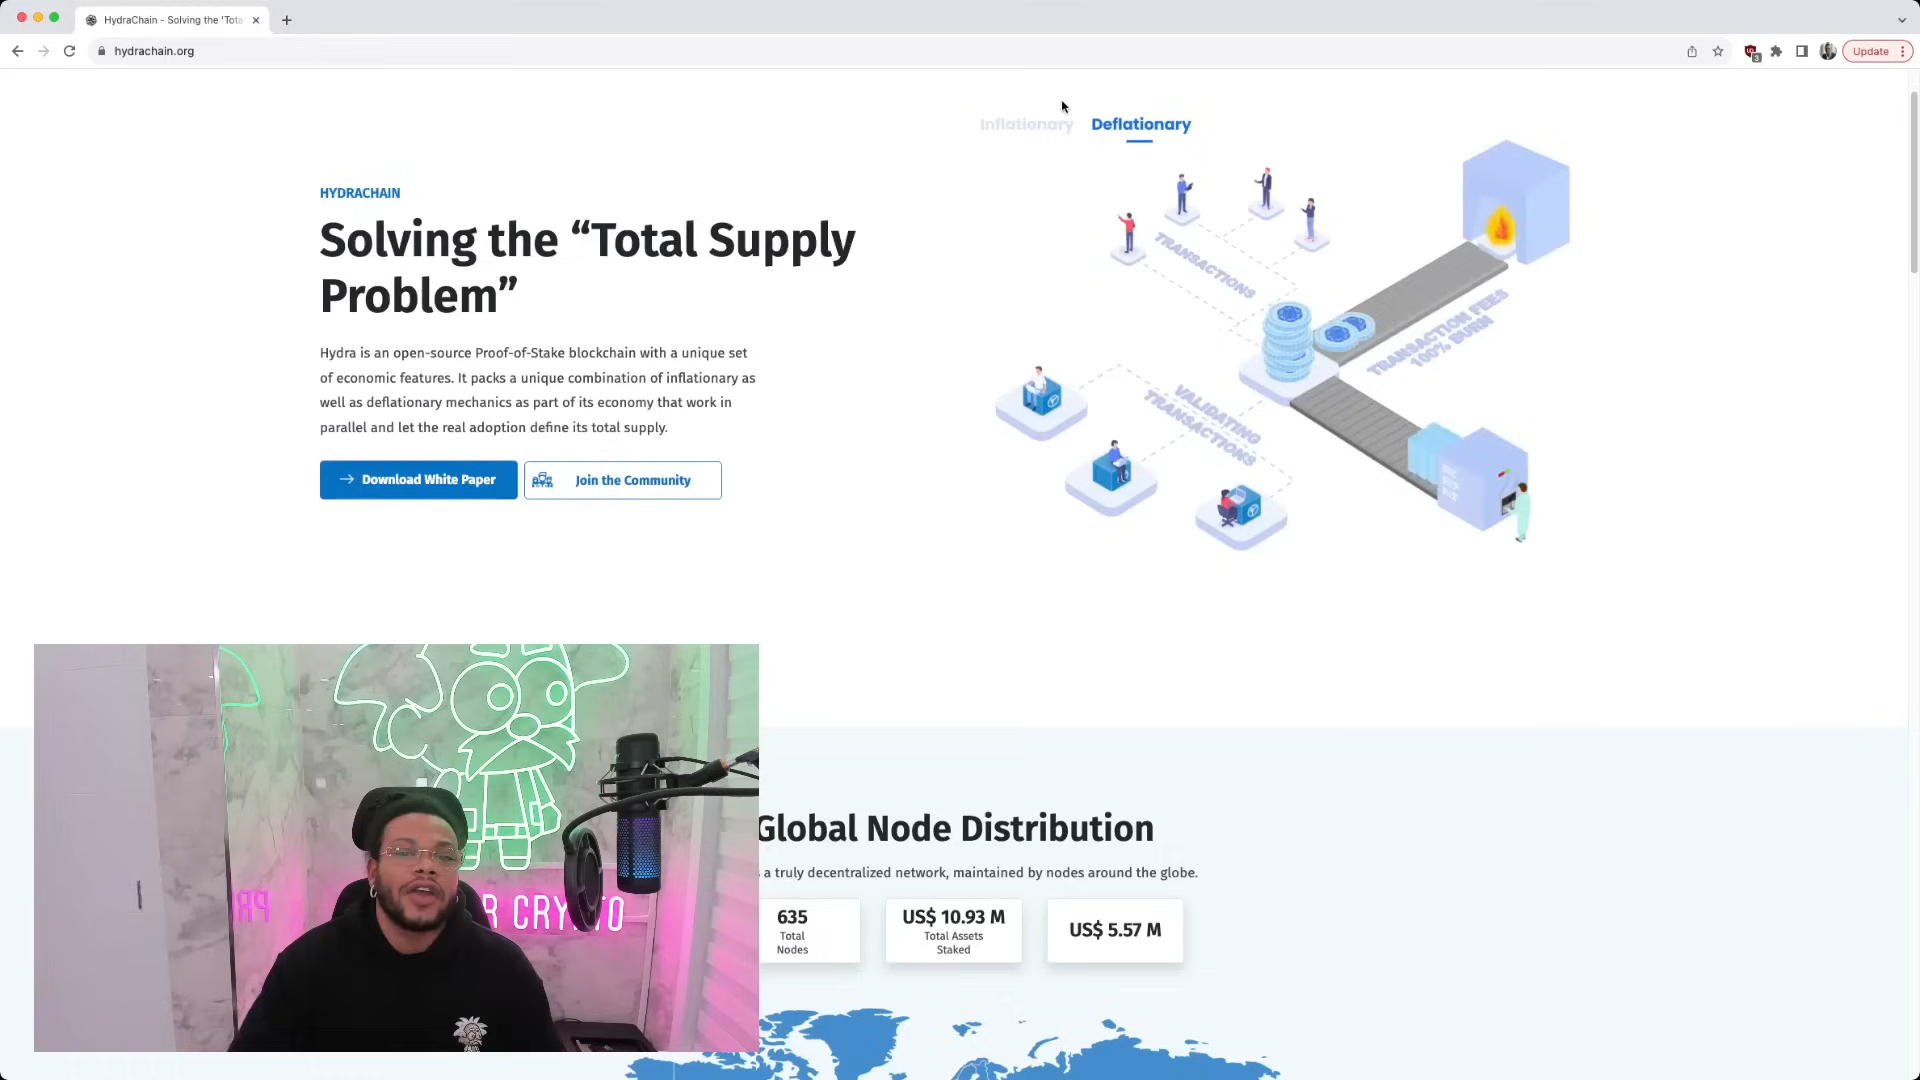 HydraChain - Solving the 'Tota
hydrachain.org
3
Update
Inflationary
Deflationary
HYDRACHAIN
Solving the “Total Supply
Problem”
Hydra is an open-source Proof-of-Stake blockchain with a unique set
of economic features. It packs a unique combination of inflationary as
well as deflationary mechanics as part of its economy that work in
parallel and let the real adoption define its total supply.
Download White Paper
Join the Community
TRANSACTIONS
TRANSACTION FEES
100% BURN
VALIDATING
TRANSACTIONS
R CRYPTO
Global Node Distribution
a truly decentralized network, maintained by nodes around the globe.
635
Total
Nodes
US$ 10.93 M
Total Assets
Staked
US$ 5.57 M